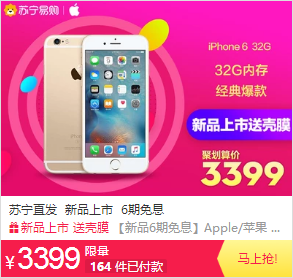 苏宁易购
iPhone 6 32G
32G内存
经典爆款
新品上市送壳膜
聚划算价
3399
苏宁直发 新品上市 6期免息
新品上市 送壳膜 【新品6期免息】Apple/苹果 ...
¥3399 限量
164 件已付款
马上抢!